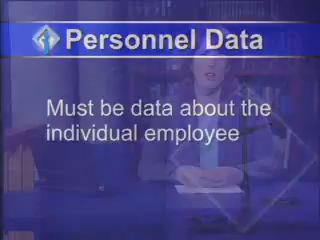 Personnel Data
Must be data about the
individual employee